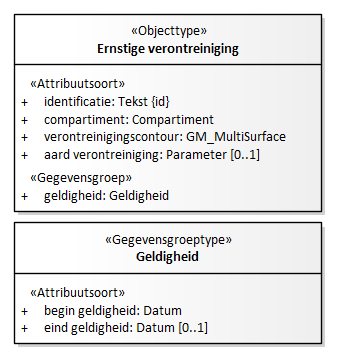 «Objecttype»
Ernstige verontreiniging
«Attribuutsoort»
+ identificatie: Tekst {id}
+ compartiment: Compartiment
+ verontreinigingscontour: GM_MultiSurface
+ aard verontreiniging: Parameter [0..1]
«Gegevensgroep»
+ geldigheid: Geldigheid
«Gegevensgroeptype»
Geldigheid
«Attribuutsoort»
+ begin geldigheid: Datum
+ eind geldigheid: Datum [0..1]